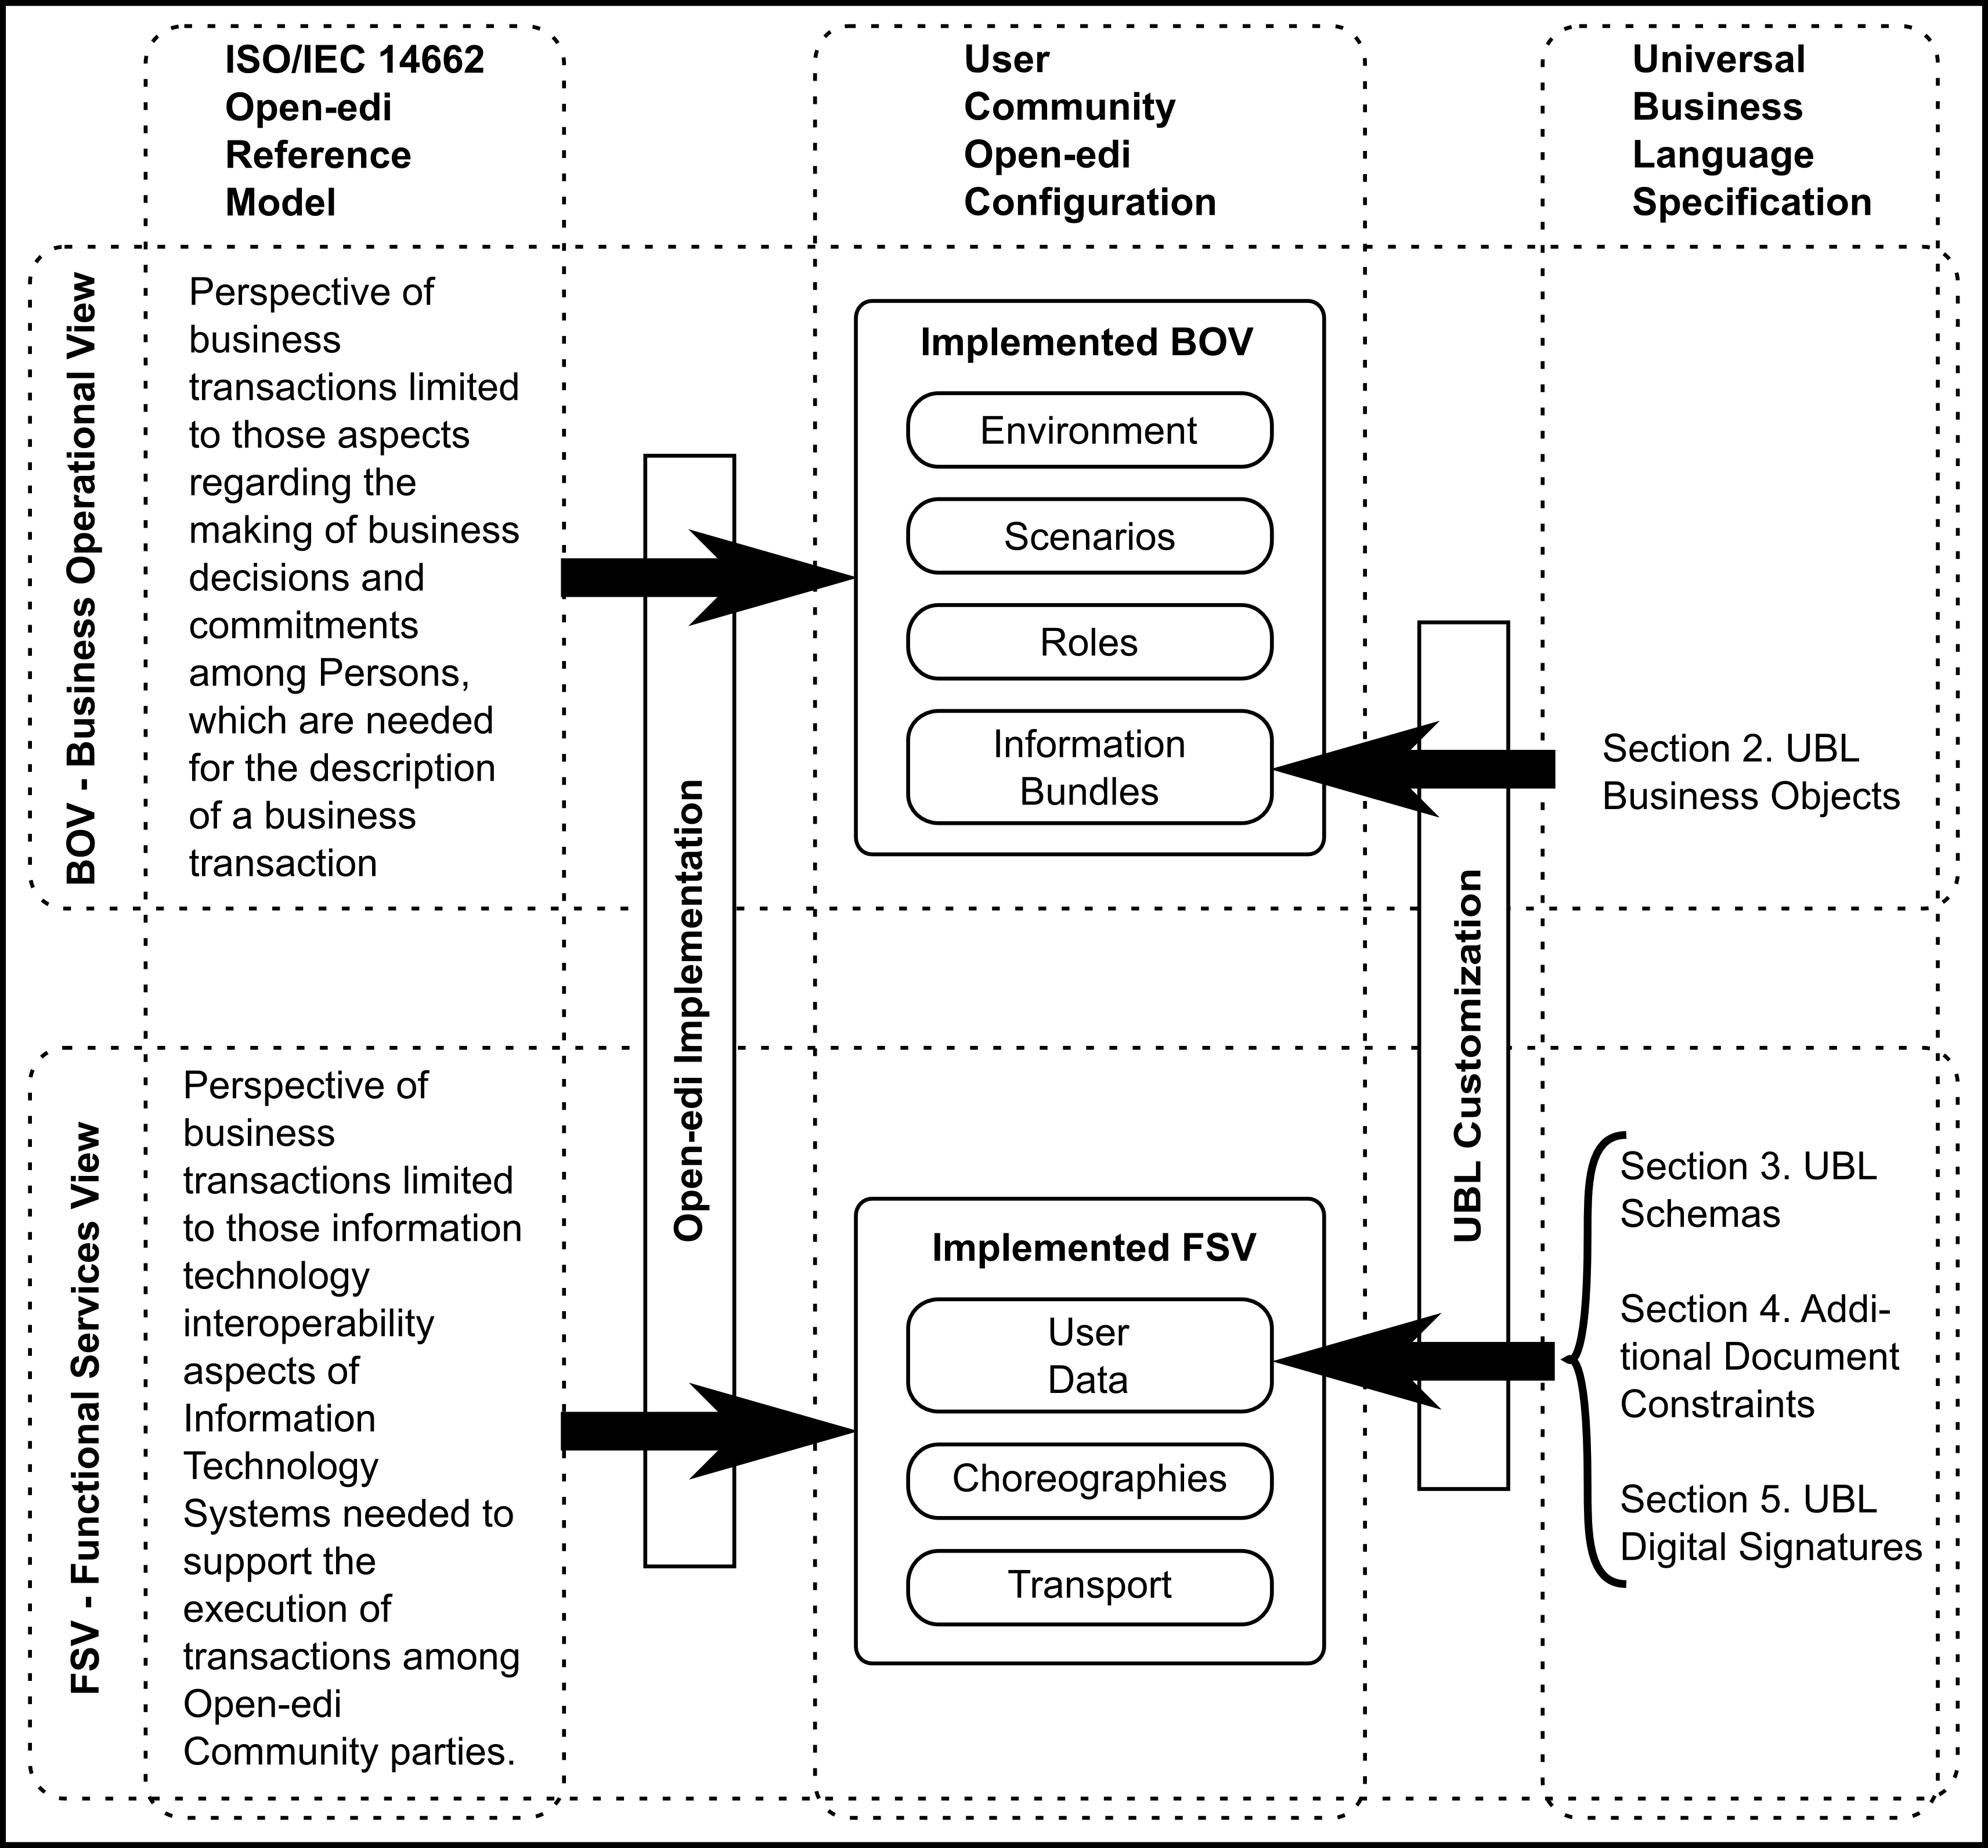 ISO/IEC 14662
Open-edi
Reference
Model
User
Community
Open-edi
Configuration
Universal
Business
Language
Specification
BOV - Business Operational View
Perspective of
business
transactions limited
to those aspects
regarding the
making of business
decisions and
commitments
among Persons,
which are needed
for the description
of a business
transaction
Open-edi Implementation
Implemented BOV
Environment
Scenarios
Roles
Information
Bundles
UBL Customization
Section 2. UBL
Business Objects
FSV - Functional Services View
Perspective of
business
transactions limited
to those information
technology
interoperability
aspects of
Information
Technology
Systems needed to
support the
execution of
transactions among
Open-edi
Community parties.
Implemented FSV
User
Data
Choreographies
Transport
Section 3. UBL
Schemas
Section 4. Addi-
tional Document
Constraints
Section 5. UBL
Digital Signatures